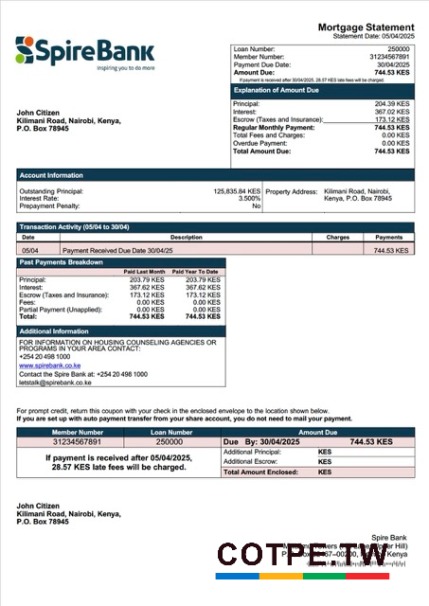 Mortgage Statement
Statement Date: 05/04/2025
SpireBank
inspiring you to do more
Loan Number: 250000
Member Number: 31234567891
Payment Due Date: 30/04/2025
Amount Due: 744.53 KES
If payment is received after 30/04/2025, 28.57 KES late fees will be charged.
Explanation of Amount Due
Principal: 204.39 KES
Interest: 367.02 KES
Escrow (Taxes and Insurance): 173.12 KES
Regular Monthly Payment: 744.53 KES
Total Fees and Charges: 0.00 KES
Overdue Payment: 0.00 KES
Total Amount Due: 744.53 KES
John Citizen
Kilimani Road, Nairobi, Kenya,
P.O. Box 78945
Account Information
Outstanding Principal: 125,835.84 KES
Interest Rate: 3.500%
Prepayment Penalty: No
Property Address: Kilimani Road, Nairobi,
Kenya, P.O. Box 78945
Transaction Activity (05/04 to 30/04)
Date Description Charges Payments
05/04 Payment Received Due Date 30/04/25 744.53 KES
Past Payments Breakdown
Paid Last Month Paid Year To Date
Principal: 203.79 KES 203.79 KES
Interest: 367.62 KES 367.62 KES
Escrow (Taxes and Insurance): 173.12 KES 173.12 KES
Fees: 0.00 KES 0.00 KES
Partial Payment (Unapplied): 0.00 KES 0.00 KES
Total: 744.53 KES 744.53 KES
Additional Information
FOR INFORMATION ON HOUSING COUNSELING AGENCIES OR
PROGRAMS IN YOUR AREA CONTACT:
+254 20 498 1000
www.spirebank.co.ke
Contact the Spire Bank at: +254 20 498 1000
letstalk@spirebank.co.ke
For prompt credit, return this coupon with your check in the enclosed envelope to the location shown below.
If you are set up with auto payment transfer from your share account, you do not need to mail your payment.
Member Number Loan Number Amount Due
31234567891 250000 Due By: 30/04/2025 744.53 KES
If payment is received after 05/04/2025,
28.57 KES late fees will be charged.
Additional Principal: KES
Additional Escrow: KES
Total Amount Enclosed: KES
John Citizen
Kilimani Road, Nairobi, Kenya,
P.O. Box 78945
Spire Bank
Hill)
Kenya
COTPE.TW